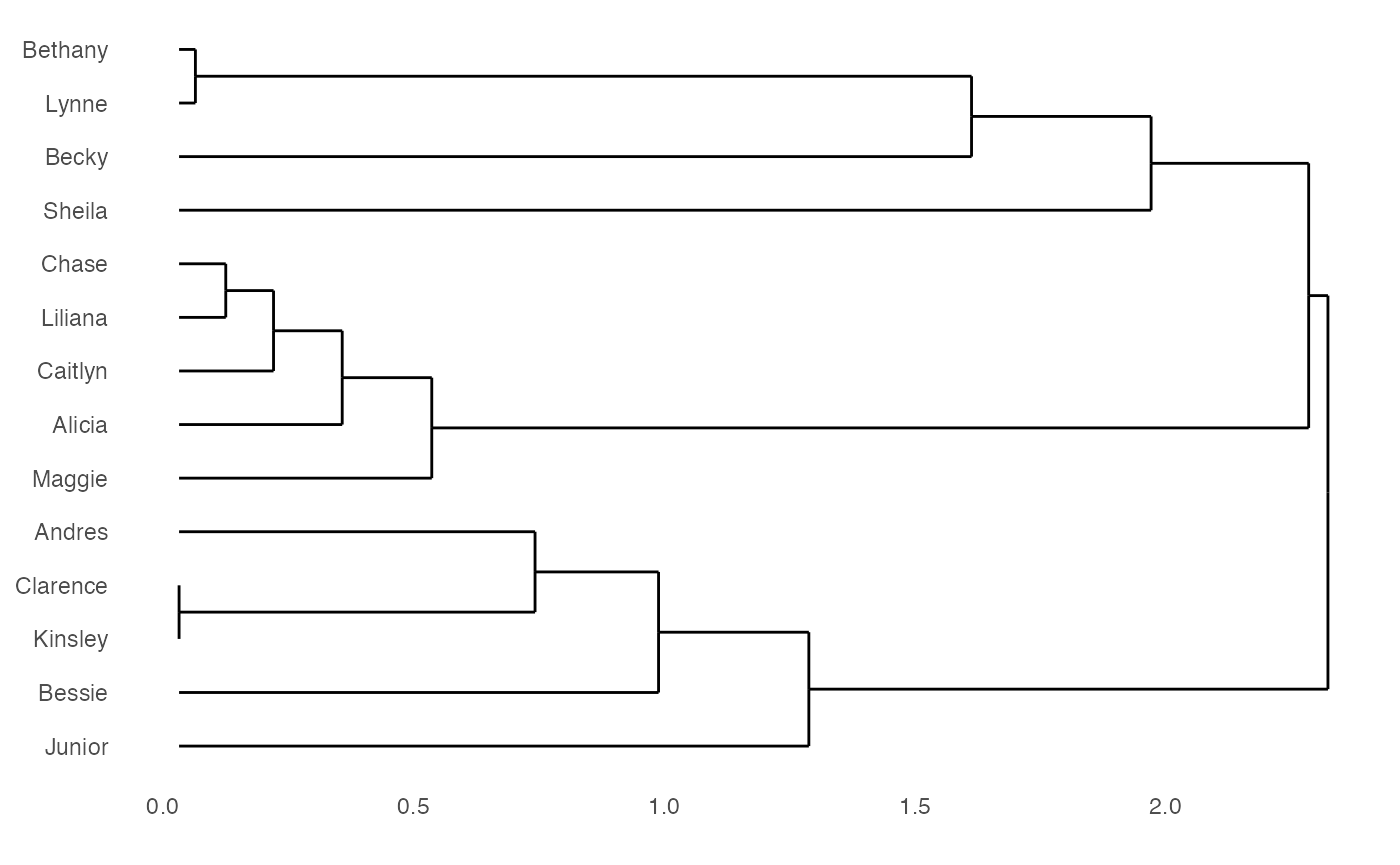 Bethany
Lynne
Becky
Sheila
Chase
Liliana
Caitlyn
Alicia
Maggie
Andres
Clarence
Kinsley
Bessie
Junior
0.0 0.5 1.0 1.5 2.0